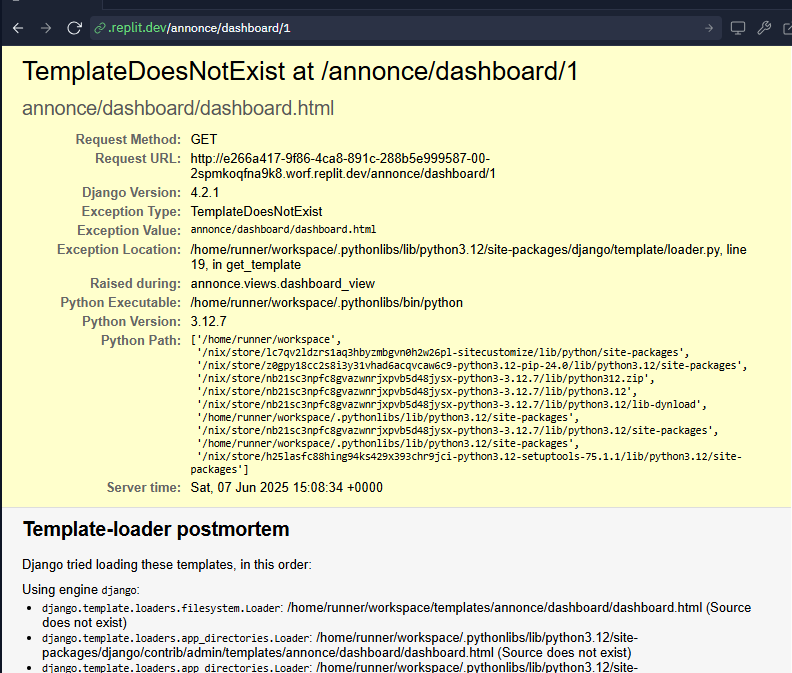 .replit.dev/annonce/dashboard/1
TemplateDoesNotExist at /annonce/dashboard/1
annonce/dashboard/dashboard.html
Request Method: GET
Request URL: http://e266a417-9f86-4ca8-891c-288b5e999587-00-
2spmkoqfna9k8.worf.replit.dev/annonce/dashboard/1
Django Version: 4.2.1
Exception Type: TemplateDoesNotExist
Exception Value: annonce/dashboard/dashboard.html
Exception Location: /home/runner/workspace/.pythonlibs/lib/python3.12/site-packages/django/template/loader.py, line
19, in get_template
Raised during: annonce.views.dashboard_view
Python Executable: /home/runner/workspace/.pythonlibs/bin/python
Python Version: 3.12.7
Python Path: ['/home/runner/workspace',
'/nix/store/lc7qv2ldzrs1aq3hbyzmbgvn0h2w26pl-sitecustomize/lib/python/site-packages',
'/nix/store/z0gpy18cc2s8i3y31vhad6acqvcaw6c9-python3.12-pip-24.0/lib/python3.12/site-packages',
'/nix/store/nb21sc3npfc8gvazwnrjxpvb5d48jysx-python3-3.12.7/lib/python312.zip',
'/nix/store/nb21sc3npfc8gvazwnrjxpvb5d48jysx-python3-3.12.7/lib/python3.12',
'/nix/store/nb21sc3npfc8gvazwnrjxpvb5d48jysx-python3-3.12.7/lib/python3.12/lib-dynload',
'/home/runner/workspace/.pythonlibs/lib/python3.12/site-packages',
'/nix/store/nb21sc3npfc8gvazwnrjxpvb5d48jysx-python3-3.12.7/lib/python3.12/site-packages',
'/home/runner/workspace/.pythonlibs/lib/python3.12/site-packages',
'/nix/store/h25lasfc88hing94ks429x393chr9jci-python3.12-setuptools-75.1.1/lib/python3.12/site-
packages']
Server time: Sat, 07 Jun 2025 15:08:34 +0000
Template-loader postmortem
Django tried loading these templates, in this order:
Using engine django:
• django.template.loaders.filesystem.Loader: /home/runner/workspace/templates/annonce/dashboard/dashboard.html (Source
does not exist)
• django.template.loaders.app_directories.Loader: /home/runner/workspace/.pythonlibs/lib/python3.12/site-
packages/django/contrib/admin/templates/annonce/dashboard/dashboard.html (Source does not exist)
• django.template.loaders.app_directories.Loader: /home/runner/workspace/.pythonlibs/lib/python3.12/site-